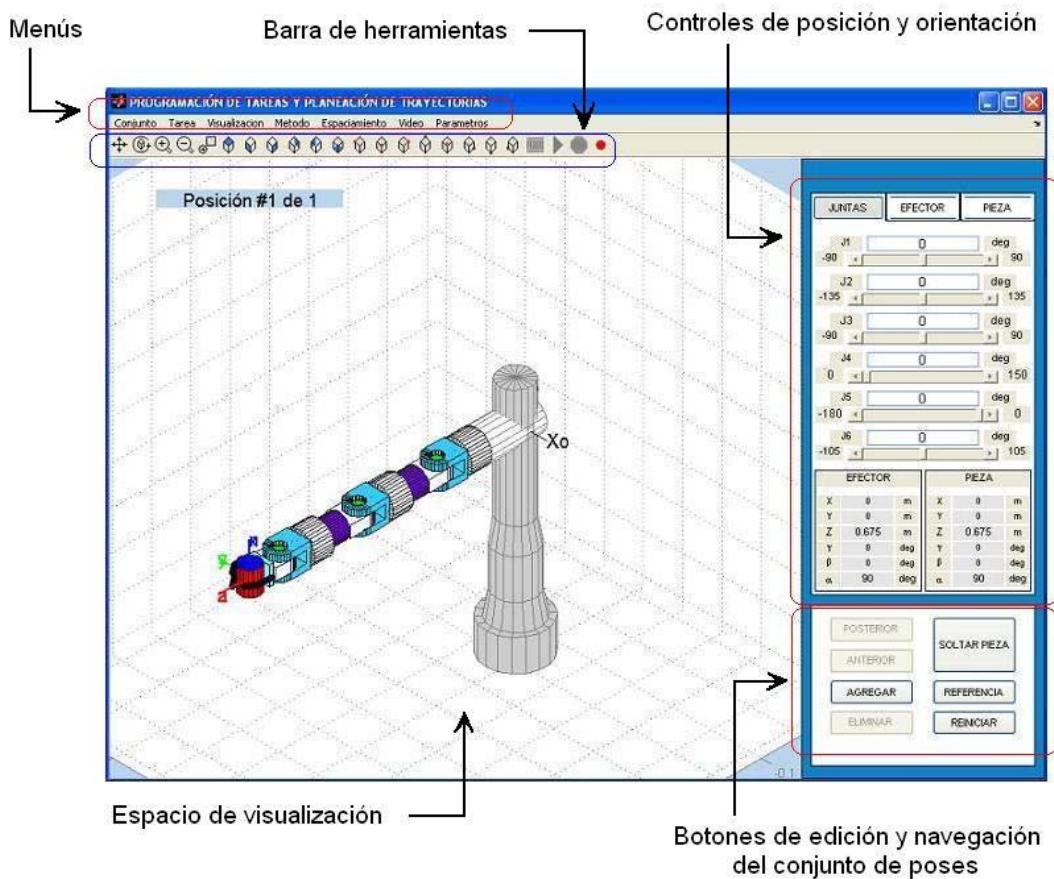 Menús
Barra de herramientas
Controles de posición y orientación
PROGRAMACIÓN DE TAREAS Y PLANEACIÓN DE TRAYECTORIAS
Conjunto Tarea Visualizacion Metodo Espaciamiento Video Parametros
Posición #1 de 1
JUNTAS EFECTOR PIEZA
J1 0 deg
-90 90
J2 0 deg
-135 135
J3 0 deg
-90 90
J4 0 deg
0 150
J5 0 deg
-180 0
J6 0 deg
-105 105
Xo
EFECTOR PIEZA
X 0 m X 0 m
Y 0 m Y 0 m
Z 0.675 m Z 0.675 m
γ 0 deg γ 0 deg
β 0 deg β 0 deg
α 90 deg α 90 deg
POSTERIOR SOLTAR PIEZA
ANTERIOR
AGREGAR REFERENCIA
ELIMINAR REINICIAR
-0.1
Espacio de visualización
Botones de edición y navegación
del conjunto de poses